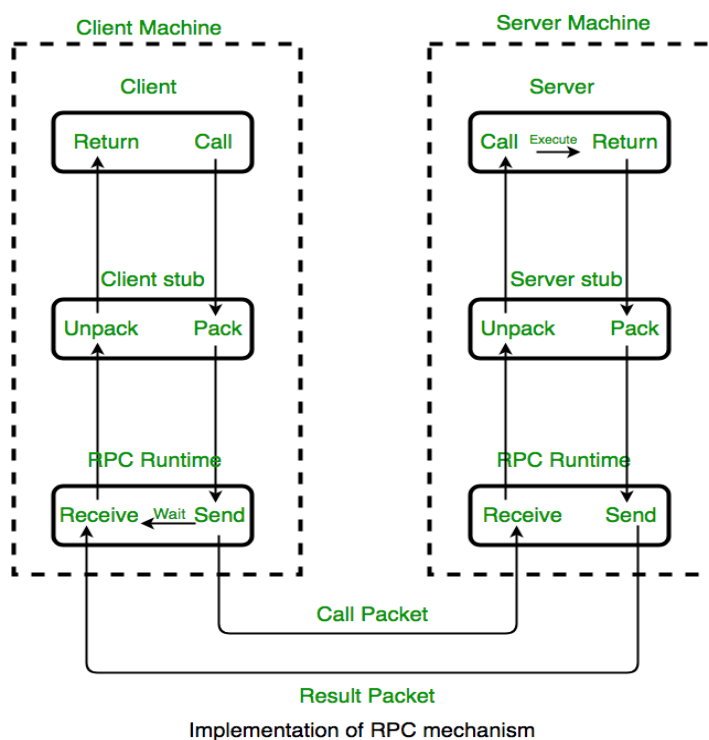 Client Machine
Server Machine
Client
Server
Return Call
Call Execute Return
Client stub
Server stub
Unpack Pack
Unpack Pack
RPC Runtime
RPC Runtime
Receive Wait Send
Receive Send
Call Packet
Result Packet
Implementation of RPC mechanism